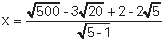 x = (√500 - 3√20 + 2 - 2√5) / √(5-1)